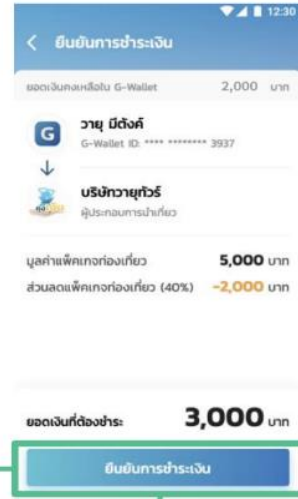 12:30
ยืนยันการชำระเงิน
ยอดเงินคงเหลือใน G-Wallet 2,000 บาท
G
วายุ มีตังค์
G-Wallet ID: **** ******** 3937
บริษัทวายุทัวร์
ผู้ประกอบการนำเที่ยว
มูลค่าแพ็คเกจท่องเที่ยว 5,000 บาท
ส่วนลดแพ็คเกจท่องเที่ยว (40%) -2,000 บาท
ยอดเงินที่ต้องชำระ 3,000 บาท
ยืนยันการชำระเงิน